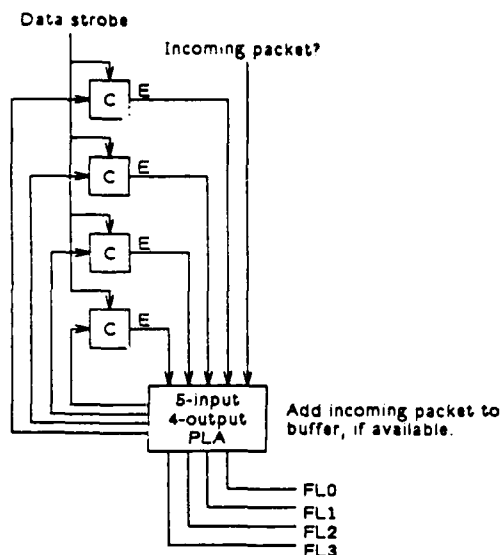 Data strobe
Incoming packet?
C
E
C
E
C
E
C
E
5-input
4-output
PLA
Add incoming packet to
buffer, if available.
FL0
FL1
FL2
FL3